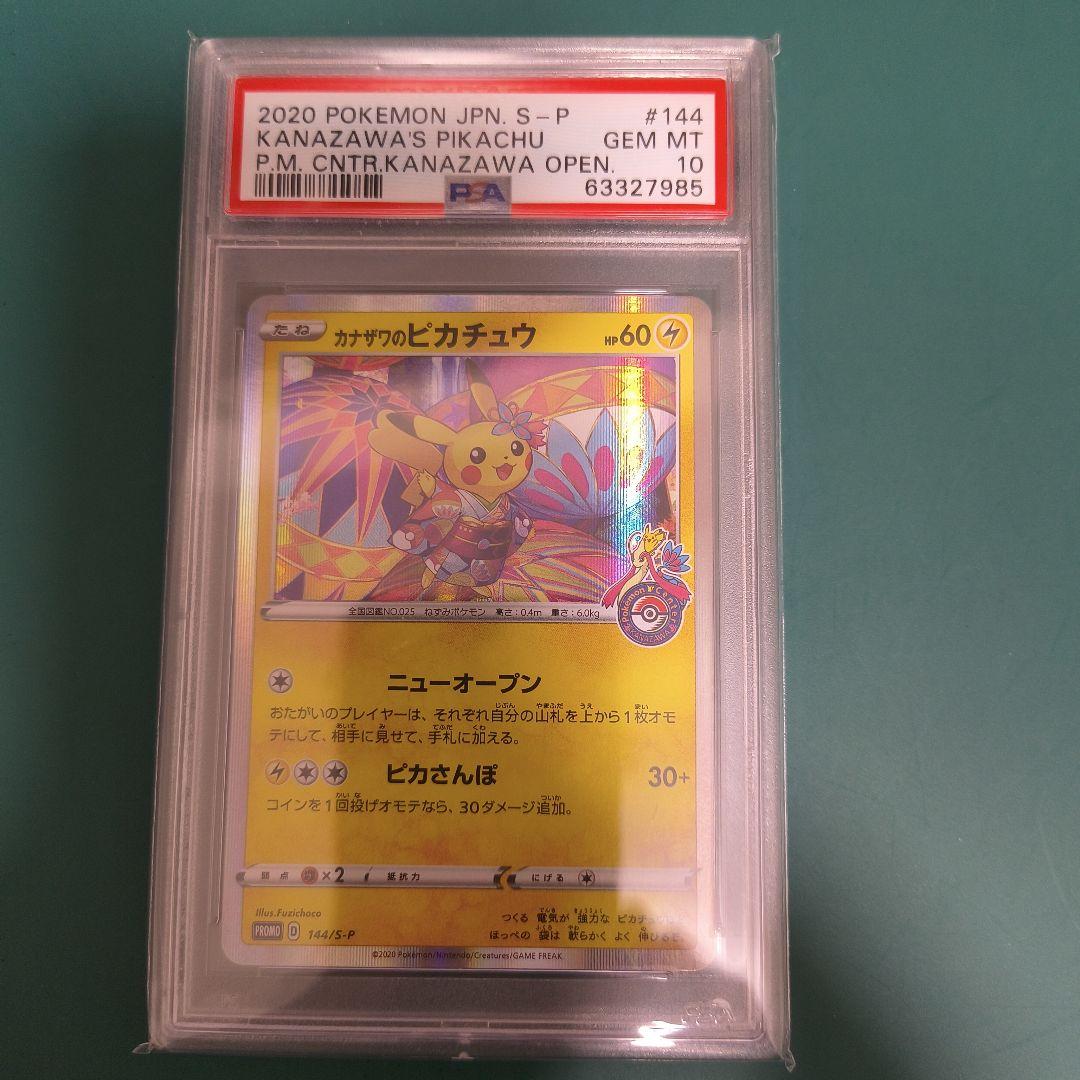 2020 POKEMON JPN. S-P #144
KANAZAWA'S PIKACHU GEM MT
P.M. CNTR.KANAZAWA OPEN. 10
PSA 63327985
たね カナザワのピカチュウ HP60
全国図鑑NO.025 ねずみポケモン 高さ:0.4m 重さ:6.0kg
Pokémon Center
KANAZAWA
ニューオープン
おたがいのプレイヤーは、それぞれ自分の山札を上から1枚オモ
テにして、相手に見せて、手札に加える。
ピカさんぽ 30+
コインを1回投げオモテなら、30ダメージ追加。
弱点 ×2 抵抗力 にげる
Illus.Fuzichoco
つくる 電気が 強力な ピカチュウ
ほっぺの 袋は 軟らかく よく 伸びる
PROMO D 144/S-P
©2020 Pokémon/Nintendo/Creatures/GAME FREAK.